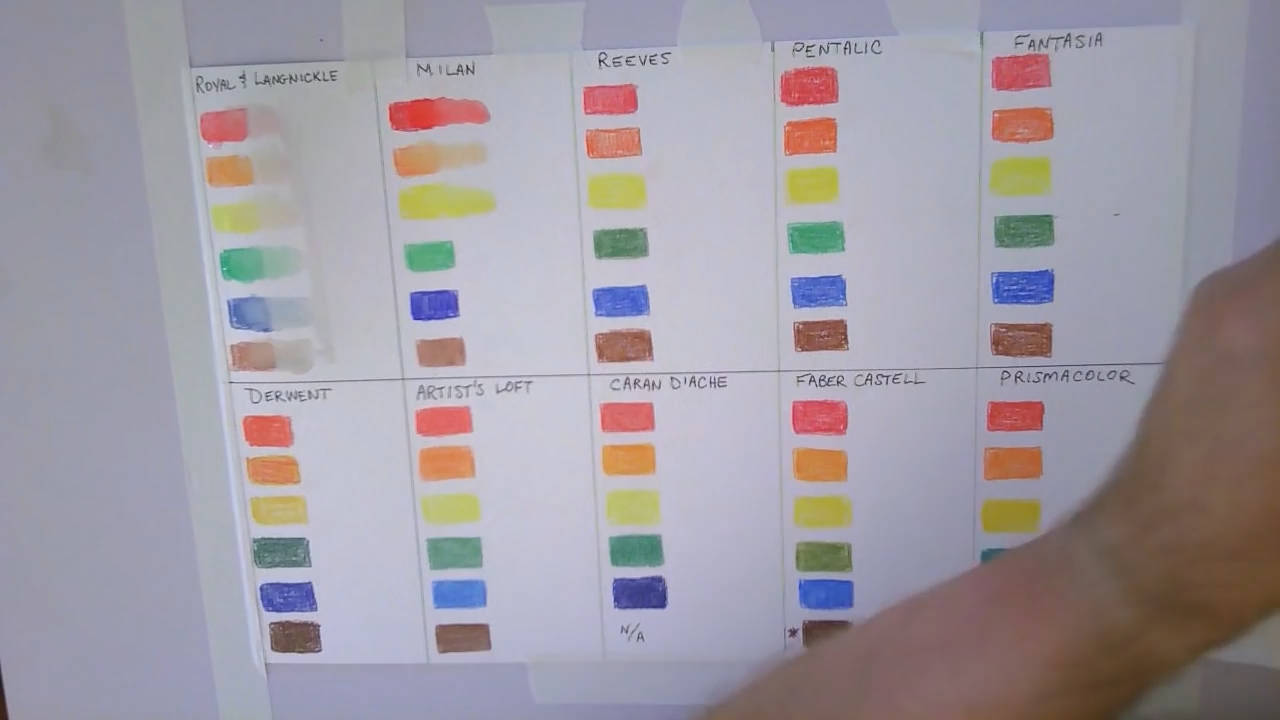 ROYAL & LANGNICKLE
MILAN
REEVES
PENTALIC
FANTASIA
DERWENT
ARTIST'S LOFT
CARAN D'ACHE
FABER CASTELL
PRISMACOLOR
N/A
*